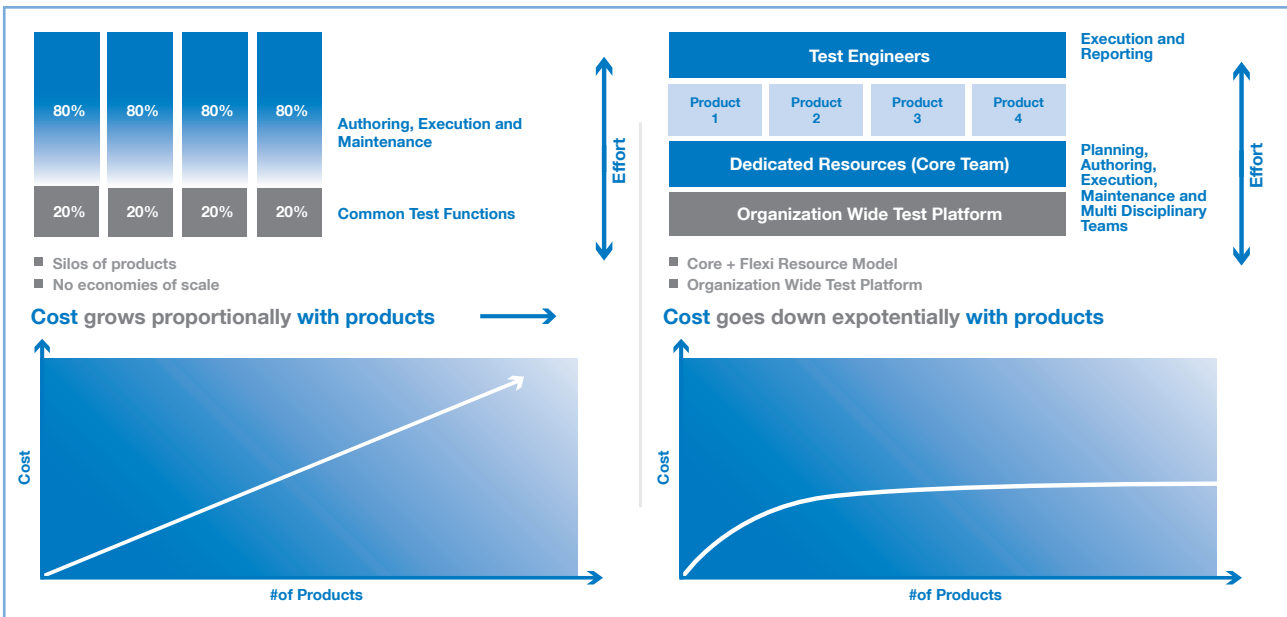 80%
80%
80%
80%
Authoring, Execution and
Maintenance
20%
20%
20%
20%
Common Test Functions
Effort
Silos of products
No economies of scale
Cost grows proportionally with products
Cost
#of Products
Test Engineers
Execution and
Reporting
Product
1
Product
2
Product
3
Product
4
Dedicated Resources (Core Team)
Organization Wide Test Platform
Planning,
Authoring,
Execution,
Maintenance and
Multi Disciplinary
Teams
Effort
Core + Flexi Resource Model
Organization Wide Test Platform
Cost goes down expotentially with products
Cost
#of Products